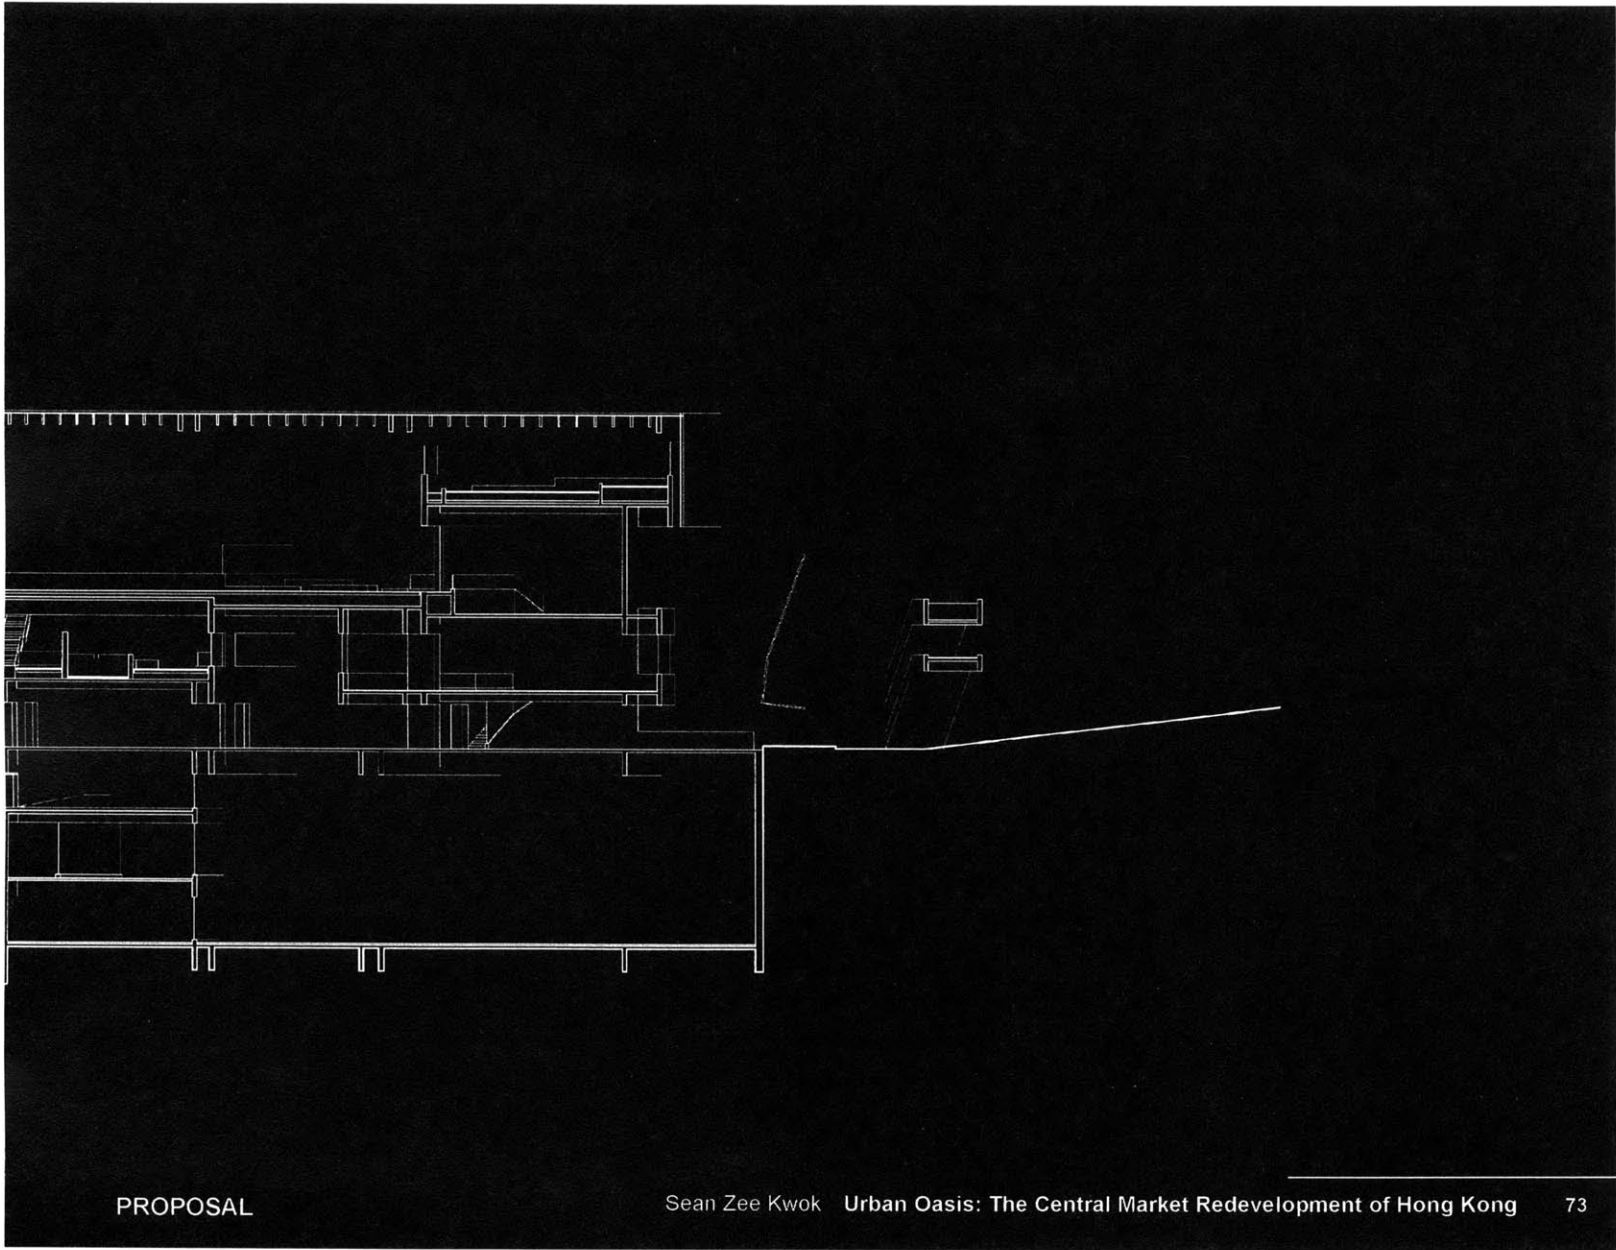 PROPOSAL
Sean Zee Kwok Urban Oasis: The Central Market Redevelopment of Hong Kong 73